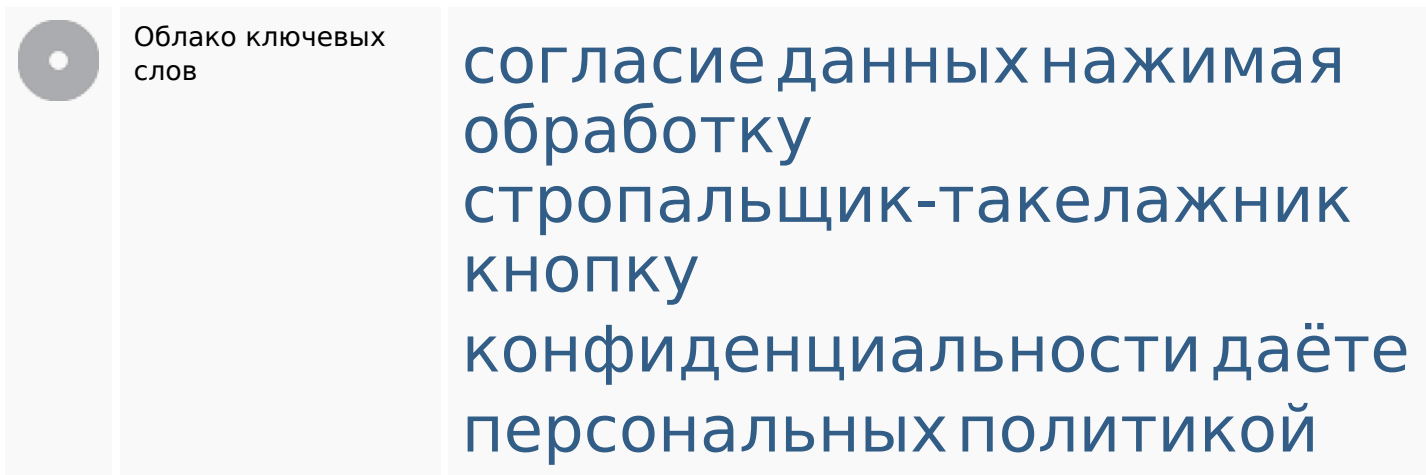 Облако ключевых
слов
согласие данных нажимая
обработку
стропальщик-такелажник
кнопку
конфиденциальности даёте
персональных политикой